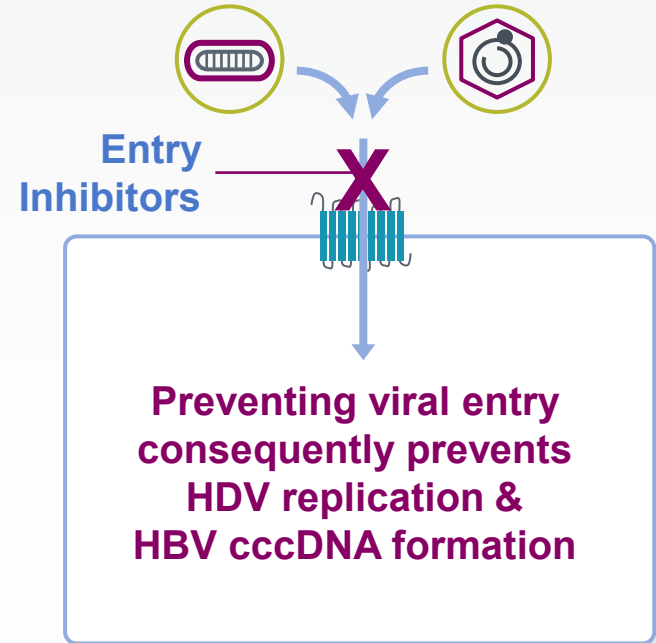 Entry
Inhibitors
X
Preventing viral entry
consequently prevents
HDV replication &
HBV cccDNA formation